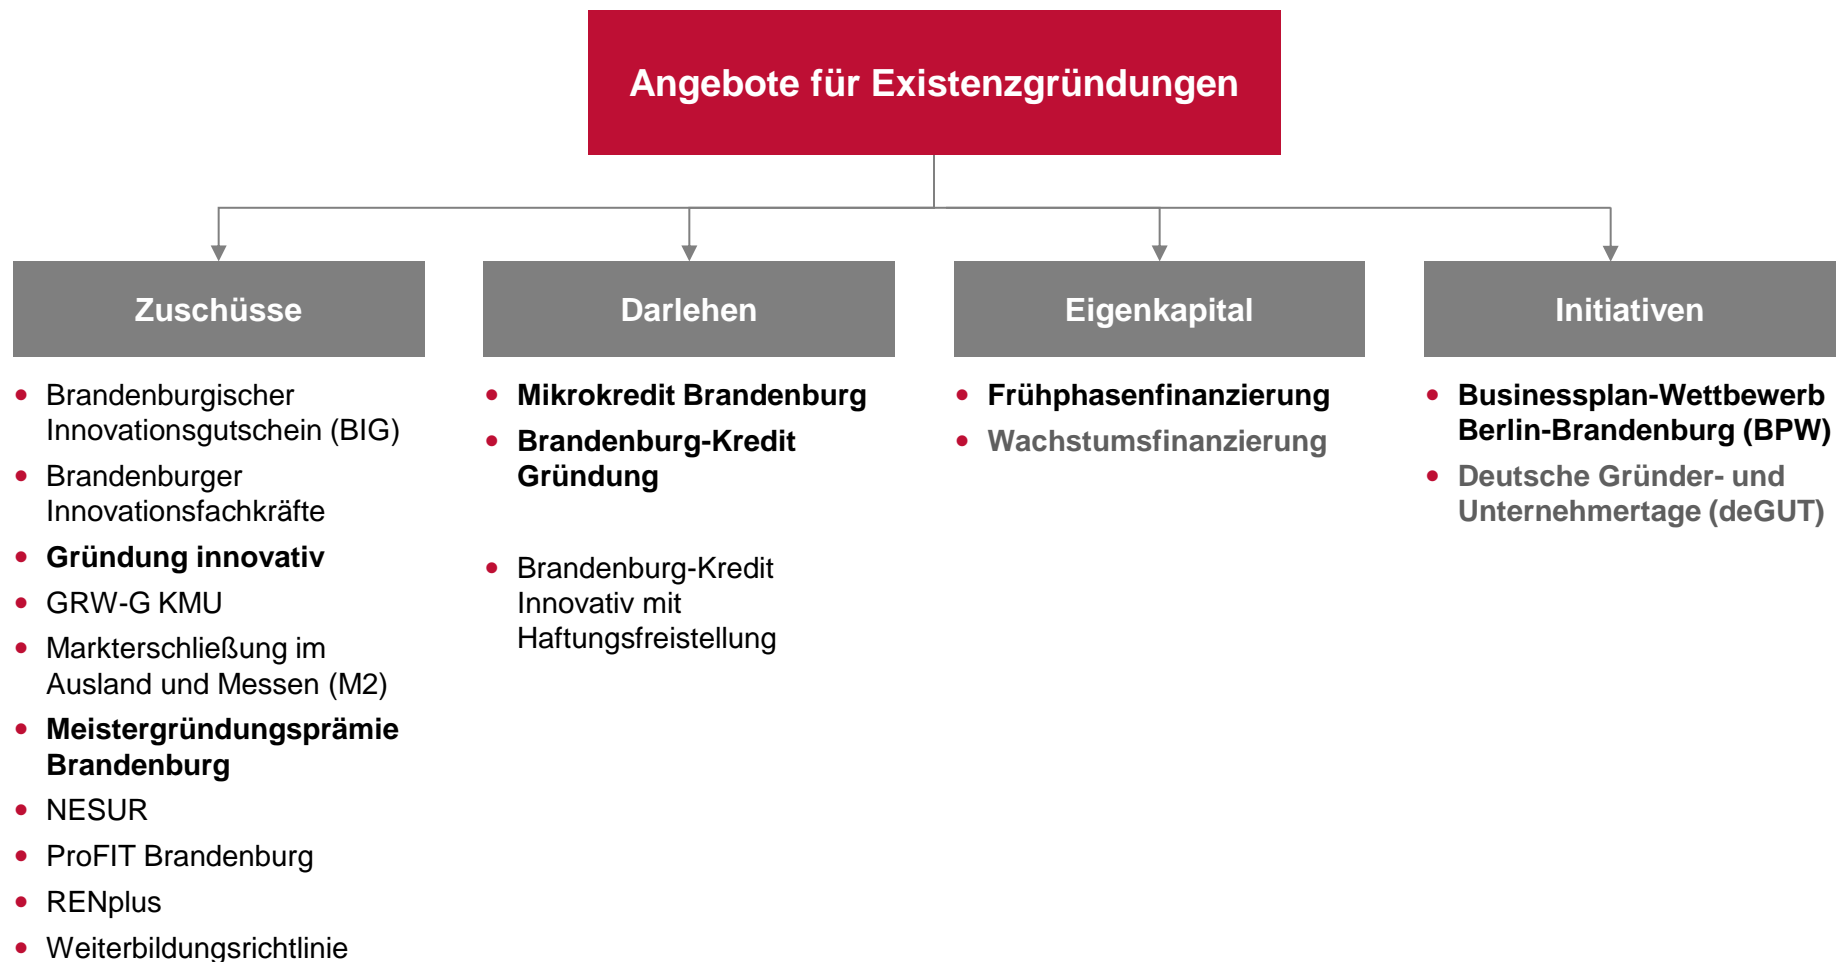 Angebote für Existenzgründungen
Zuschüsse
• Brandenburgischer
Innovationsgutschein (BIG)
• Brandenburger
Innovationsfachkräfte
• Gründung innovativ
• GRW-G KMU
• Markterschließung im
Ausland und Messen (M2)
• Meistergründungsprämie
Brandenburg
• NESUR
• ProFIT Brandenburg
• RENplus
• Weiterbildungsrichtlinie
Darlehen
• Mikrokredit Brandenburg
• Brandenburg-Kredit
Gründung
• Brandenburg-Kredit
Innovativ mit
Haftungsfreistellung
Eigenkapital
• Frühphasenfinanzierung
• Wachstumsfinanzierung
Initiativen
• Businessplan-Wettbewerb
Berlin-Brandenburg (BPW)
• Deutsche Gründer- und
Unternehmertage (deGUT)